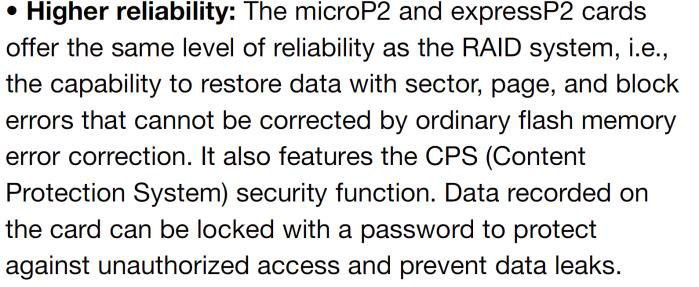 • Higher reliability: The microP2 and expressP2 cards
offer the same level of reliability as the RAID system, i.e.,
the capability to restore data with sector, page, and block
errors that cannot be corrected by ordinary flash memory
error correction. It also features the CPS (Content
Protection System) security function. Data recorded on
the card can be locked with a password to protect
against unauthorized access and prevent data leaks.